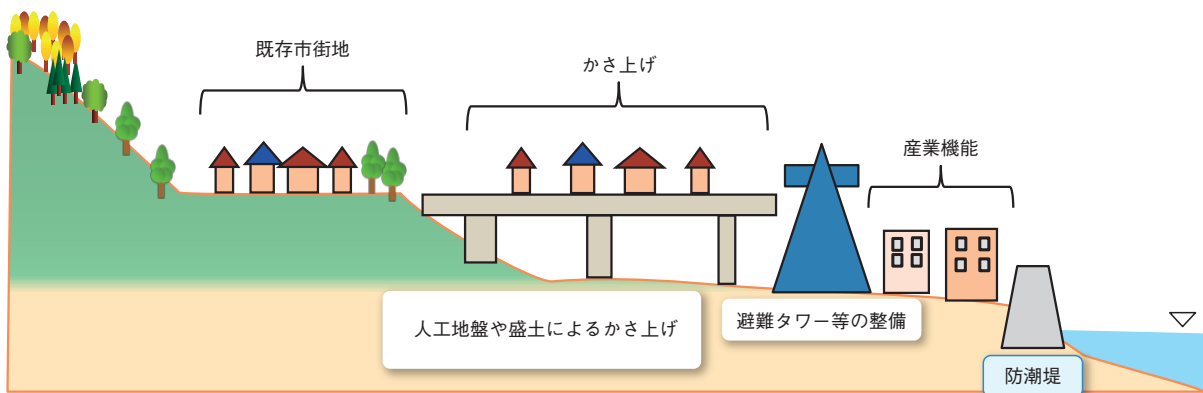 既存市街地
かさ上げ
産業機能
人工地盤や盛土によるかさ上げ
避難タワー等の整備
防潮堤